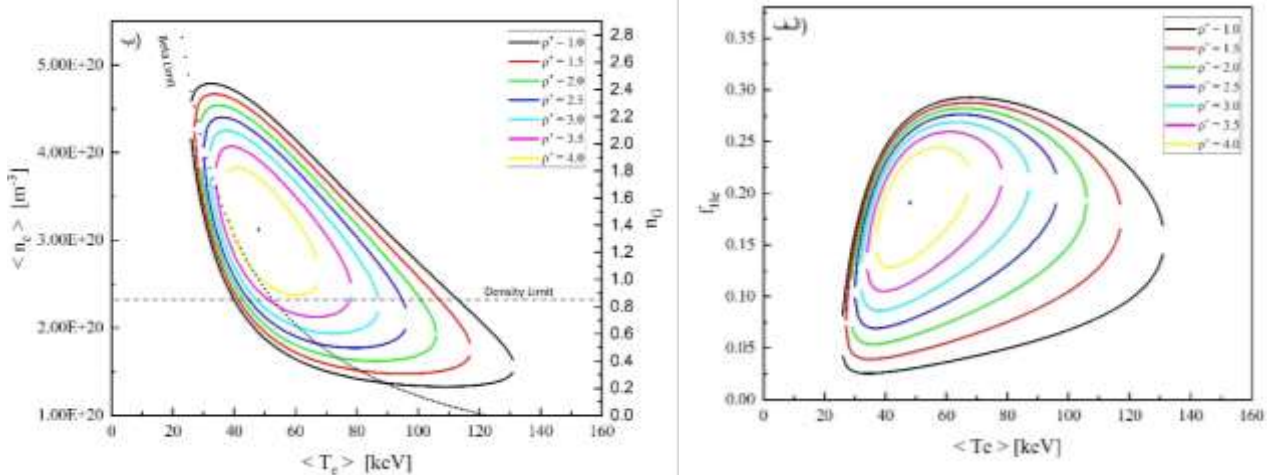 ب)
Beta Limit
Density Limit
ρ* = 1.0
ρ* = 1.5
ρ* = 2.0
ρ* = 2.5
ρ* = 3.0
ρ* = 3.5
ρ* = 4.0
5.00E+20
4.00E+20
3.00E+20
2.00E+20
1.00E+20
< n_e > [m⁻³]
2.8
2.6
2.4
2.2
2.0
1.8
1.6
1.4
1.2
1.0
0.8
0.6
0.4
0.2
0.0
n_G
0 20 40 60 80 100 120 140 160
< T_e > [keV]
الف)
ρ* = 1.0
ρ* = 1.5
ρ* = 2.0
ρ* = 2.5
ρ* = 3.0
ρ* = 3.5
ρ* = 4.0
0.35
0.30
0.25
0.20
0.15
0.10
0.05
0.00
f_He
0 20 40 60 80 100 120 140 160
< Te > [keV]